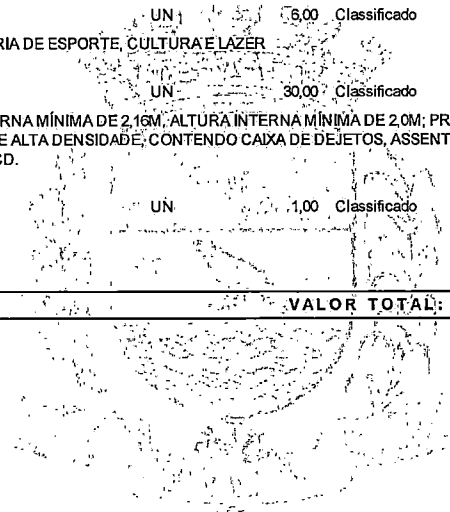 UN 6,00 Classificado
RIA DE ESPORTE, CULTURA E LAZER
UN 30,00 Classificado
ERNA MÍNIMA DE 2,16M, ALTURA INTERNA MÍNIMA DE 2,0M; PR
E ALTA DENSIDADE, CONTENDO CAIXA DE DEJETOS, ASSENT
CD.
UN 1,00 Classificado
VALOR TOTAL: